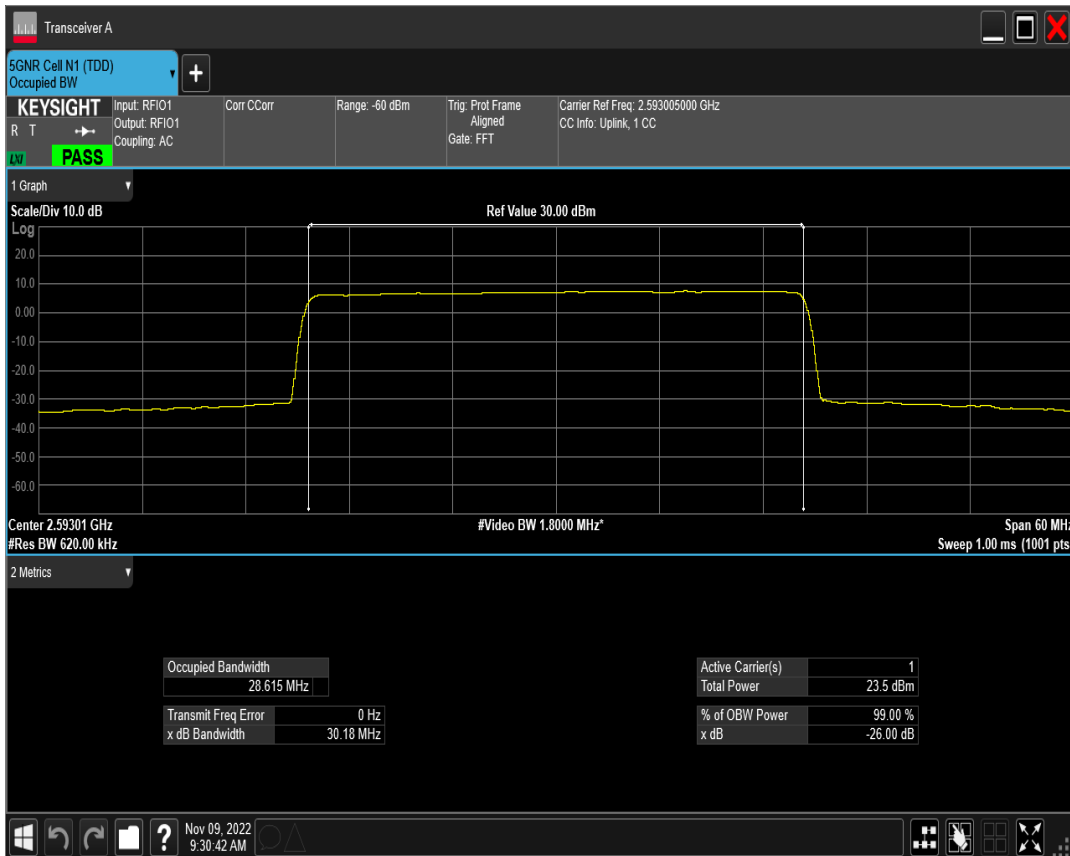 Transceiver A
5GNR Cell N1 (TDD)
Occupied BW
+
KEYSIGHT
R T
LXI
PASS
Input: RFIO1
Output: RFIO1
Coupling: AC
Corr CCorr
Range: -60 dBm
Trig: Prot Frame
Aligned
Gate: FFT
Carrier Ref Freq: 2.593005000 GHz
CC Info: Uplink, 1 CC
1 Graph
Scale/Div 10.0 dB
Ref Value 30.00 dBm
Log
20.0
10.0
0.00
-10.0
-20.0
-30.0
-40.0
-50.0
-60.0
Center 2.59301 GHz
#Video BW 1.8000 MHz*
Span 60 MHz
#Res BW 620.00 kHz
Sweep 1.00 ms (1001 pts
2 Metrics
Occupied Bandwidth
28.615 MHz
Transmit Freq Error 0 Hz
x dB Bandwidth 30.18 MHz
Active Carrier(s) 1
Total Power 23.5 dBm
% of OBW Power 99.00 %
x dB -26.00 dB
?
Nov 09, 2022
9:30:42 AM